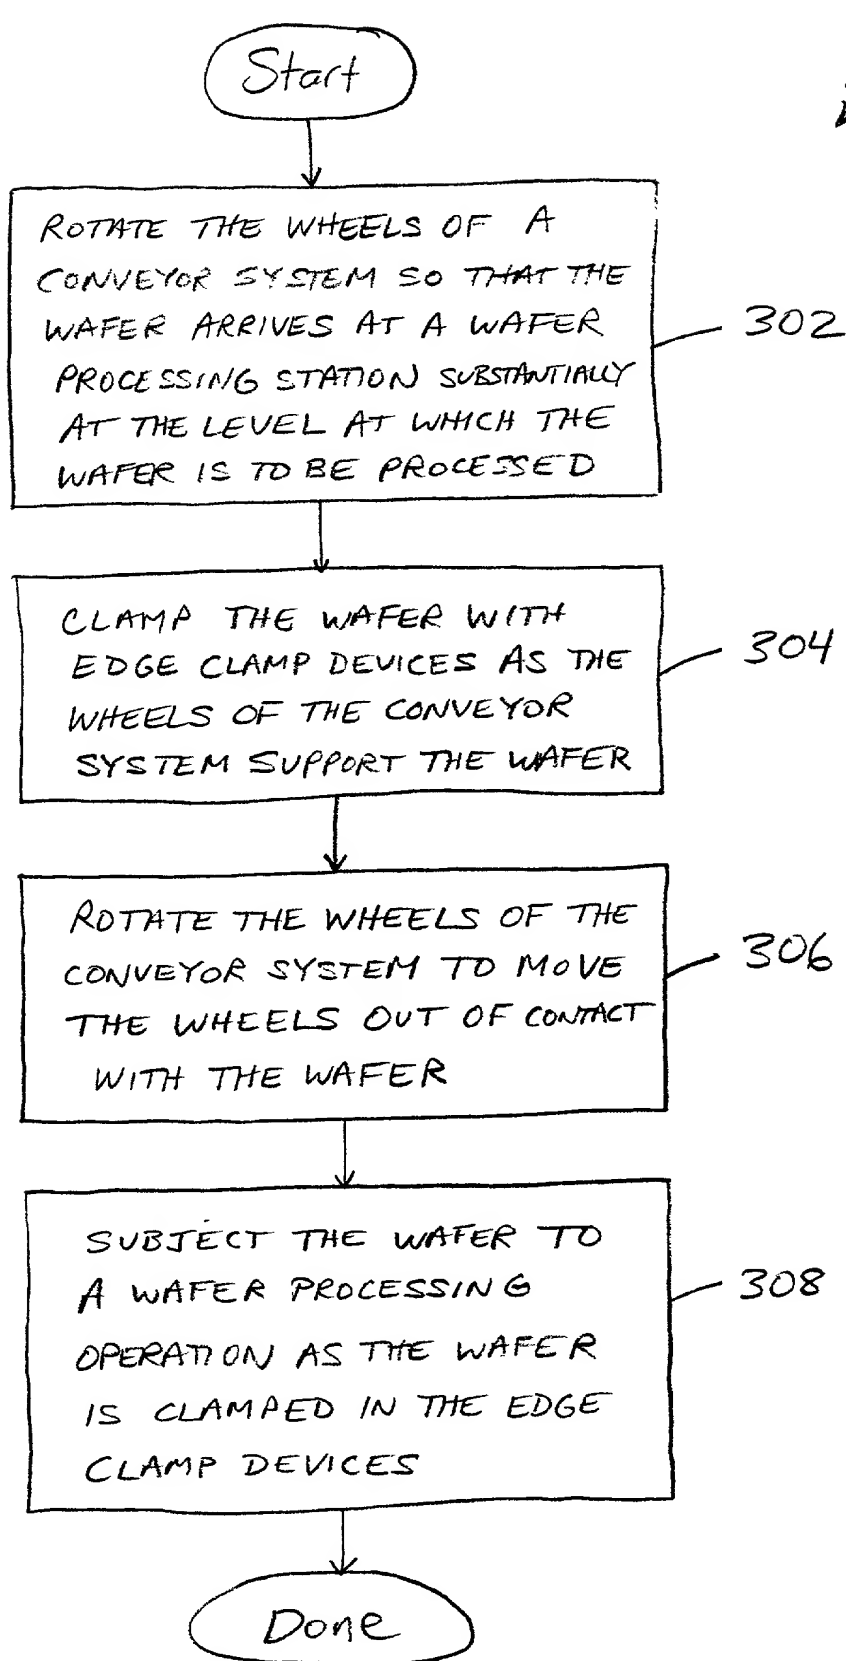 Start
ROTATE THE WHEELS OF A
CONVEYOR SYSTEM SO THAT THE
WAFER ARRIVES AT A WAFER
PROCESSING STATION SUBSTANTIALLY
AT THE LEVEL AT WHICH THE
WAFER IS TO BE PROCESSED
302
CLAMP THE WAFER WITH
EDGE CLAMP DEVICES AS THE
WHEELS OF THE CONVEYOR
SYSTEM SUPPORT THE WAFER
304
ROTATE THE WHEELS OF THE
CONVEYOR SYSTEM TO MOVE
THE WHEELS OUT OF CONTACT
WITH THE WAFER
306
SUBJECT THE WAFER TO
A WAFER PROCESSING
OPERATION AS THE WAFER
IS CLAMPED IN THE EDGE
CLAMP DEVICES
308
Done